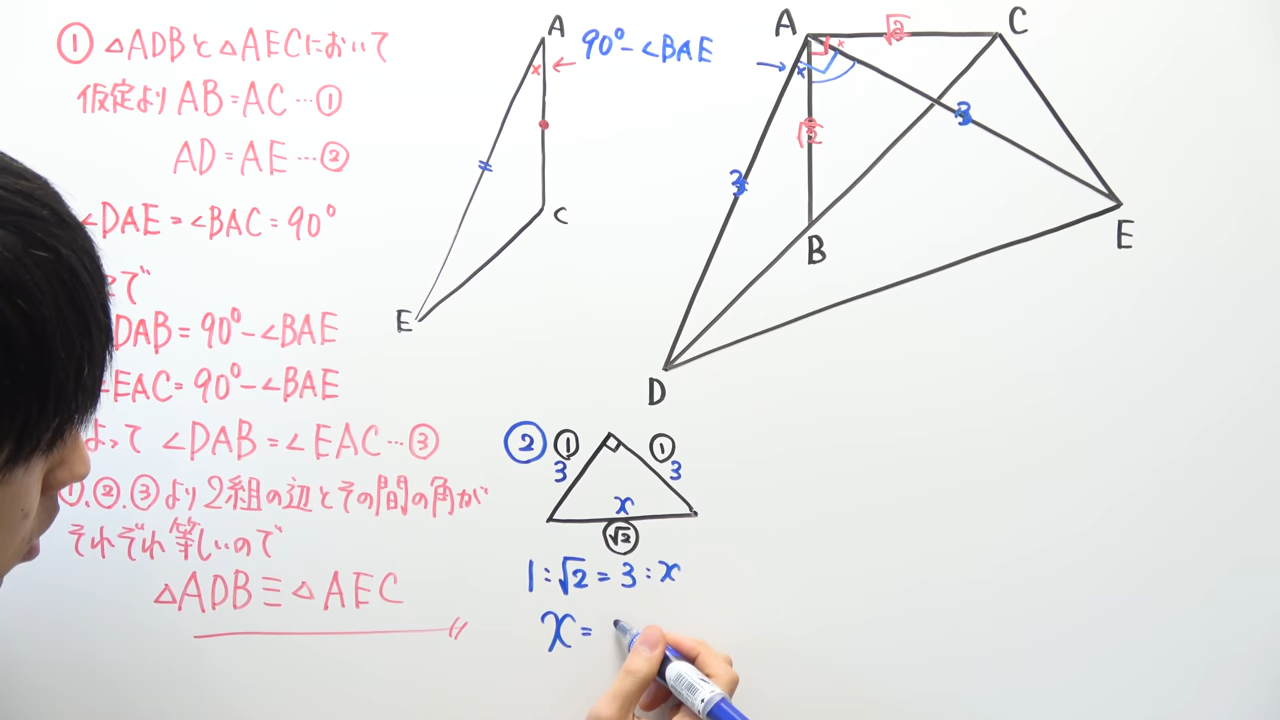 ① △ADBと△AECにおいて
仮定より AB=AC…①
AD=AE…②
∠DAE=∠BAC=90°
で
DAB=90°-∠BAE
∠EAC=90°-∠BAE
よって ∠DAB=∠EAC…③
①、②、③より2組の辺とその間の角が
それぞれ等しいので
△ADB≡△AEC
A
×
90°-∠BAE
C
E
A
√2
C
×
×
√2
3
3
B
E
D
② ① ①
3 3
x
√2
1:√2=3:x
x=